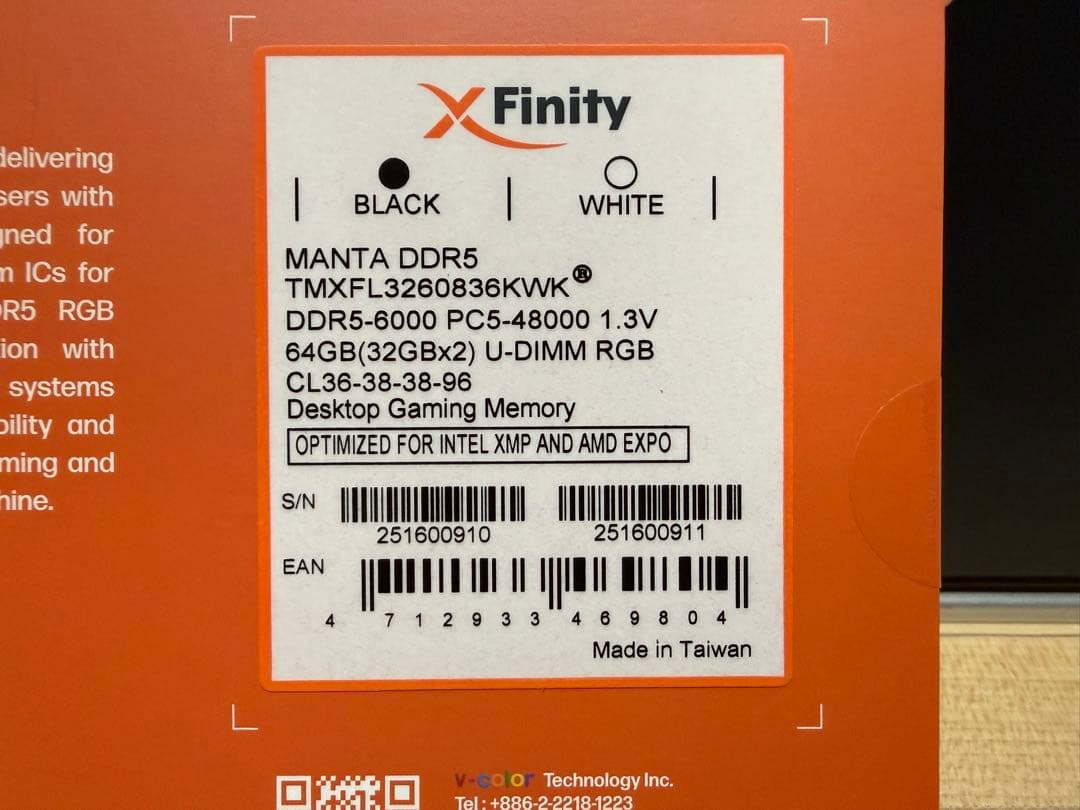 delivering
sers with
gned for
m ICs for
DR5 RGB
ion with
systems
bility and
ming and
hine.
XFinity
BLACK
WHITE
MANTA DDR5
TMXFL3260836KWK®
DDR5-6000 PC5-48000 1.3V
64GB(32GBx2) U-DIMM RGB
CL36-38-38-96
Desktop Gaming Memory
OPTIMIZED FOR INTEL XMP AND AMD EXPO
S/N
251600910 251600911
EAN
4 712933 469804
Made in Taiwan
v-color Technology Inc.
Tel : +886-2-2218-1223